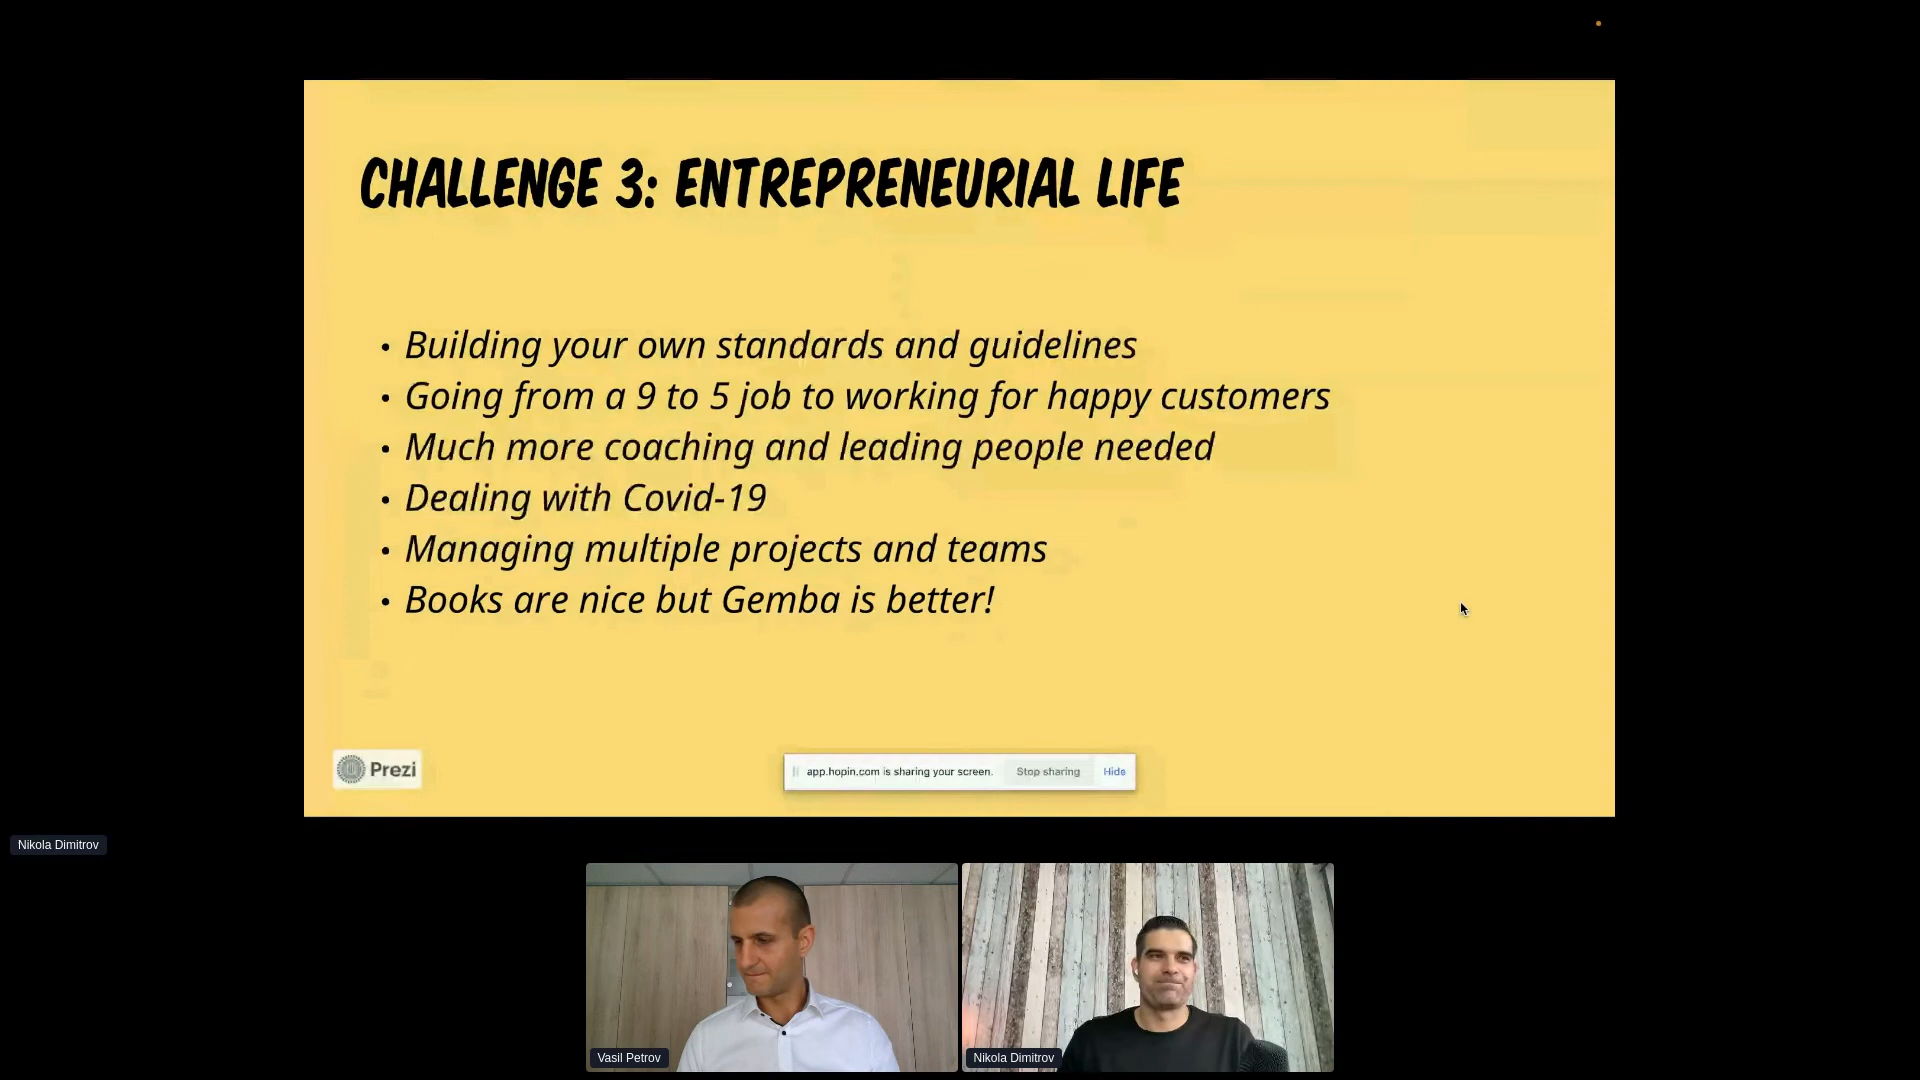 CHALLENGE 3: ENTREPRENEURIAL LIFE
• Building your own standards and guidelines
• Going from a 9 to 5 job to working for happy customers
• Much more coaching and leading people needed
• Dealing with Covid-19
• Managing multiple projects and teams
• Books are nice but Gemba is better!
Prezi
app.hopin.com is sharing your screen. Stop sharing Hide
Nikola Dimitrov
Vasil Petrov
Nikola Dimitrov